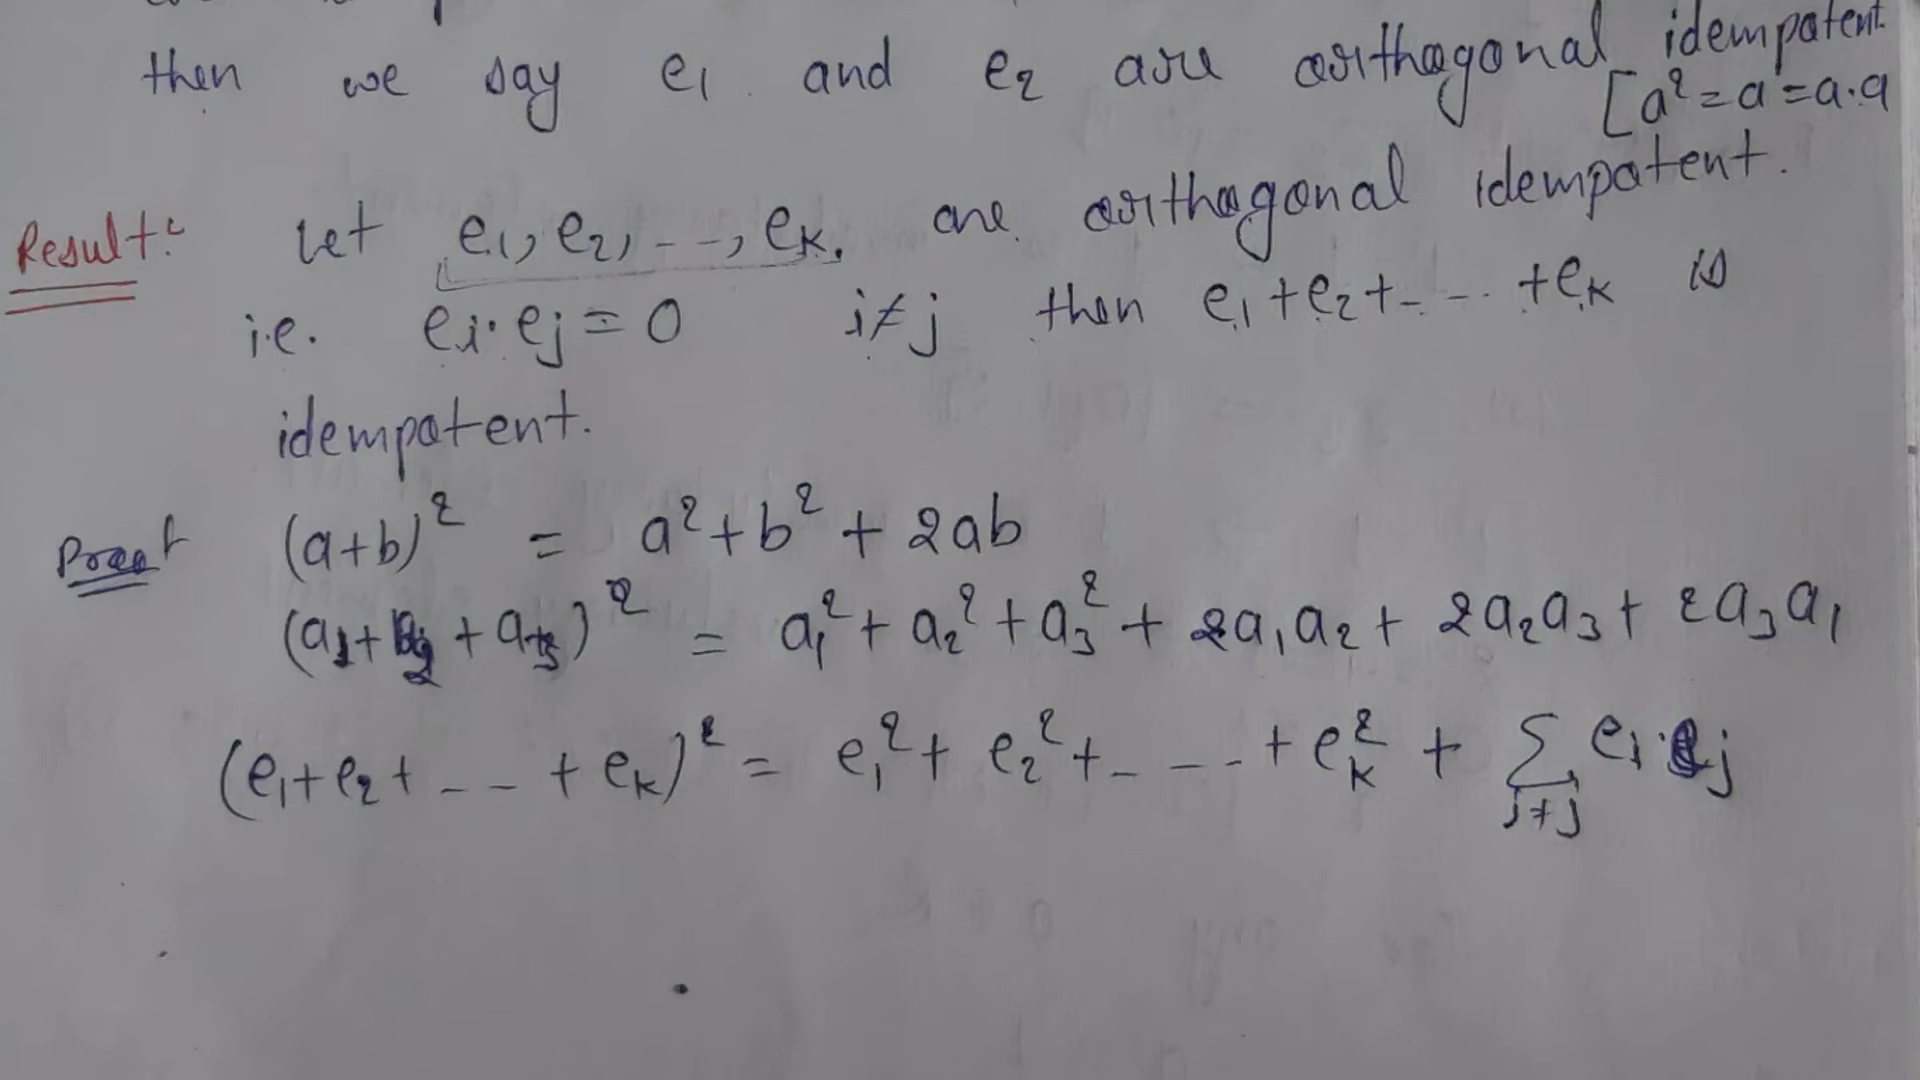 then we say e₁ and e₂ are orthogonal idempotent.
[a² = a = a·a
Result: Let e₁, e₂, - - -, eₖ. are orthogonal idempotent.
i.e. eᵢ·eⱼ = 0 i≠j then e₁+e₂+- - - +eₖ is
idempotent.
Proof (a+b)² = a²+b² + 2ab
(a₁+a₂+a₃)² = a₁²+a₂²+a₃² + 2a₁a₂+ 2a₂a₃+ 2a₃a₁
(e₁+e₂+ - - - +eₖ)² = e₁²+ e₂²+- - - -+eₖ² + ∑ eᵢ·eⱼ
j≠j